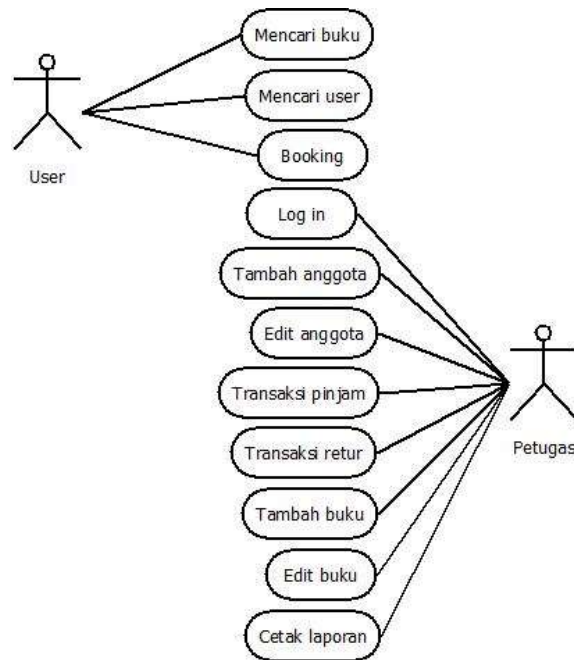 Mencari buku
Mencari user
User
Booking
Log in
Tambah anggota
Edit anggota
Transaksi pinjam
Petugas
Transaksi retur
Tambah buku
Edit buku
Cetak laporan